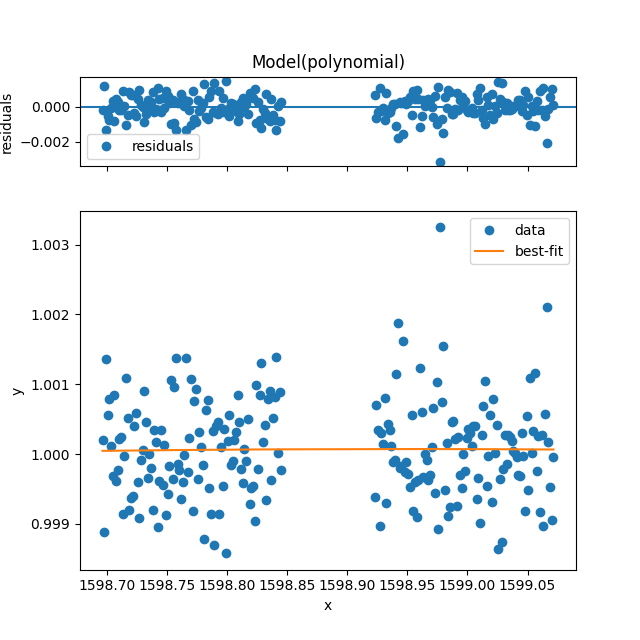 Model(polynomial)
residuals
0.000
−0.002
residuals
y
1.003
1.002
1.001
1.000
0.999
data
best-fit
1598.70 1598.75 1598.80 1598.85 1598.90 1598.95 1599.00 1599.05
x